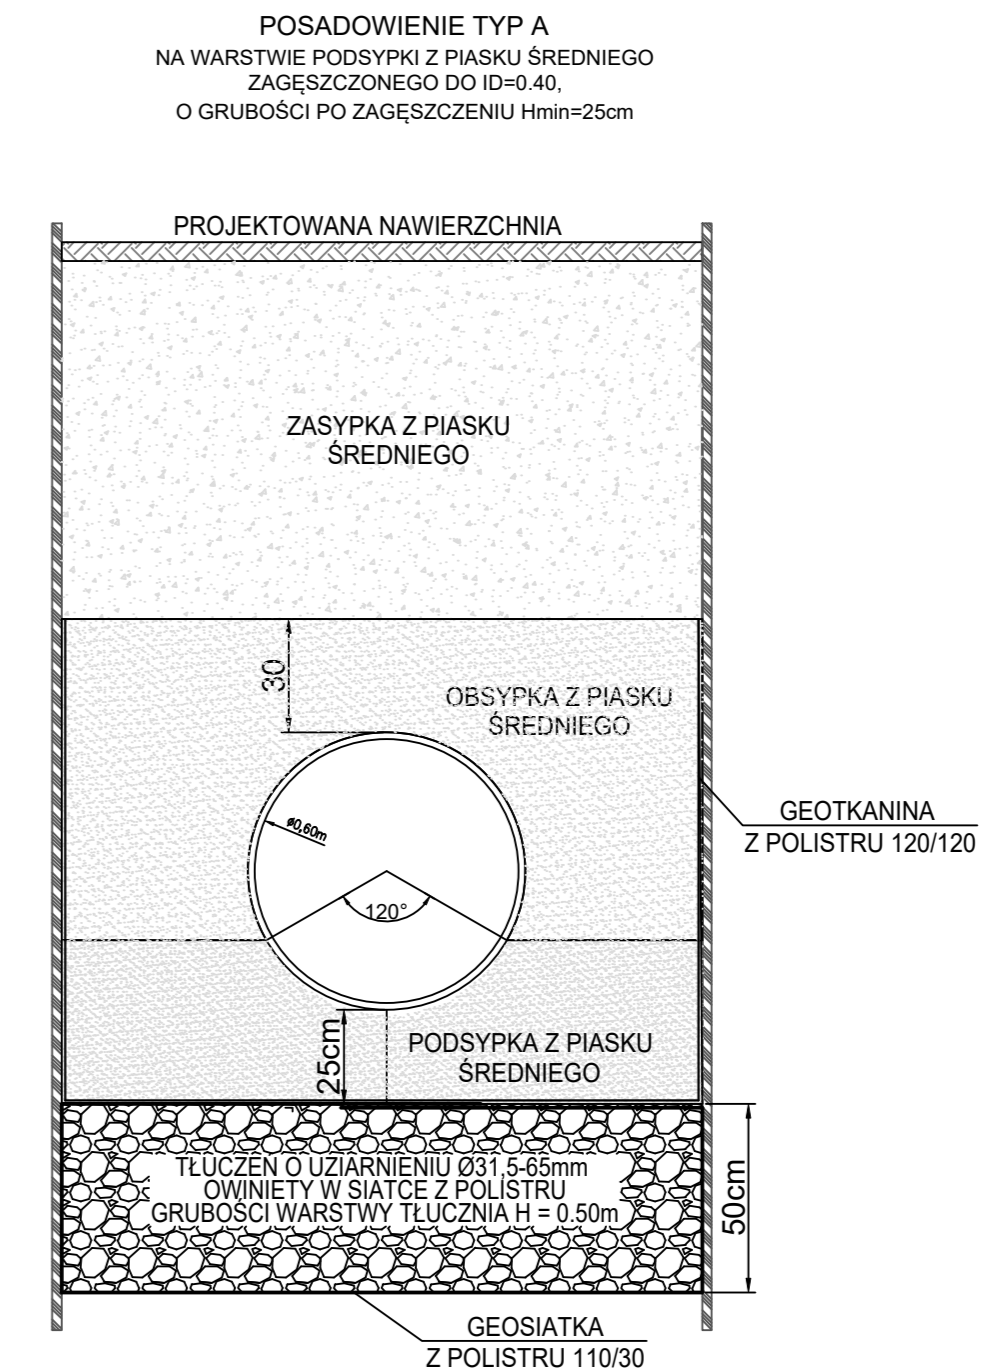 POSADOWIENIE TYP A
NA WARSTWIE PODSYPKI Z PIASKU ŚREDNIEGO
ZAGĘSZCZONEGO DO ID=0.40,
O GRUBOŚCI PO ZAGĘSZCZENIU Hmin=25cm
PROJEKTOWANA NAWIERZCHNIA
ZASYPKA Z PIASKU
ŚREDNIEGO
30
OBSYPKA Z PIASKU
ŚREDNIEGO
GEOTKANINA
Z POLISTRU 120/120
ø0,60m
120°
25cm
PODSYPKA Z PIASKU
ŚREDNIEGO
TŁUCZEŃ O UZIARNIENIU Ø31,5-65mm
OWINIĘTY W SIATCE Z POLISTRU
GRUBOŚCI WARSTWY TŁUCZNIA H = 0.50m
50cm
GEOSIATKA
Z POLISTRU 110/30